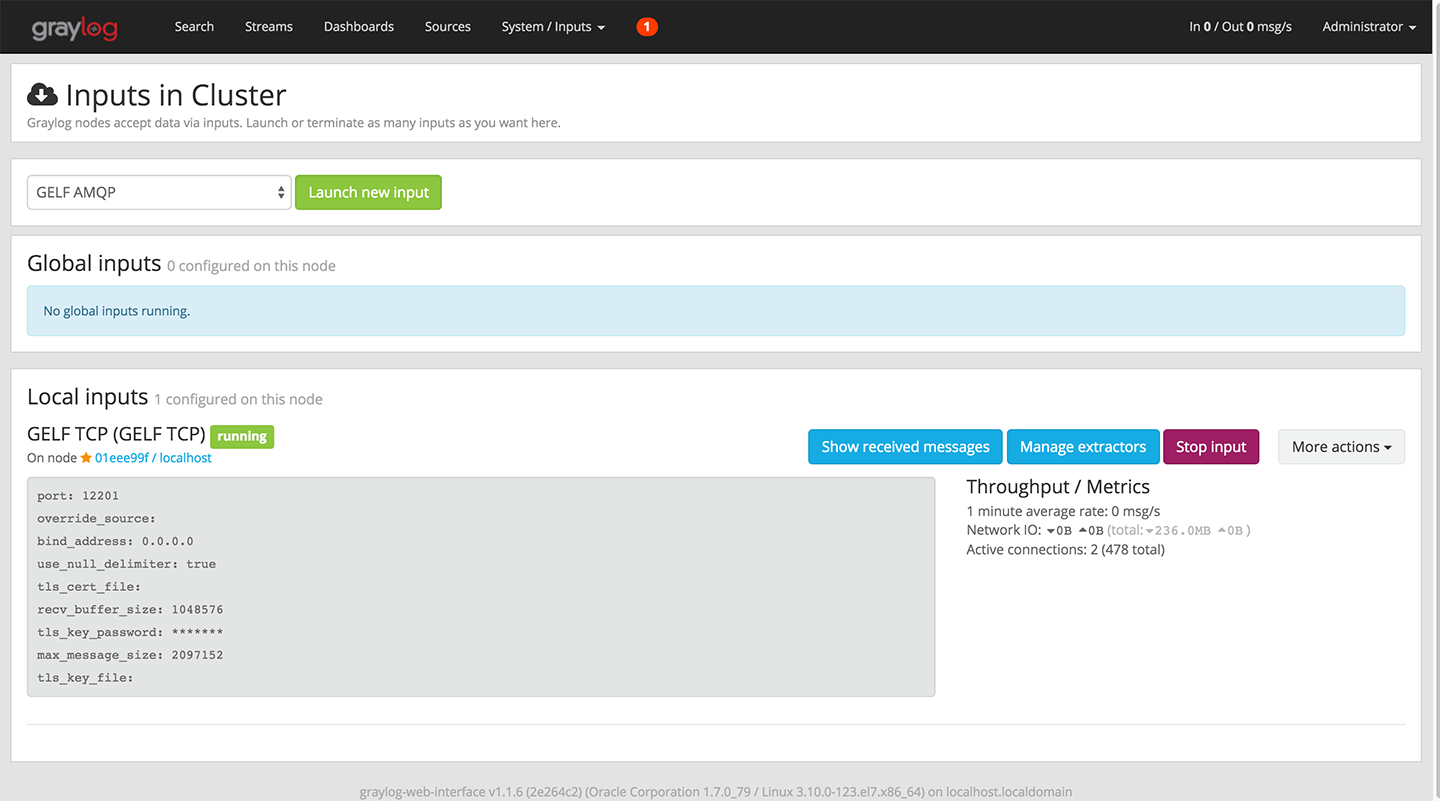 graylog Search Streams Dashboards Sources System / Inputs 1 In 0 / Out 0 msg/s Administrator
Inputs in Cluster
Graylog nodes accept data via inputs. Launch or terminate as many inputs as you want here.
GELF AMQP Launch new input
Global inputs 0 configured on this node
No global inputs running.
Local inputs 1 configured on this node
GELF TCP (GELF TCP) running
On node 01eee99f / localhost
Show received messages Manage extractors Stop input More actions
port: 12201
override_source:
bind_address: 0.0.0.0
use_null_delimiter: true
tls_cert_file:
recv_buffer_size: 1048576
tls_key_password: *******
max_message_size: 2097152
tls_key_file:
Throughput / Metrics
1 minute average rate: 0 msg/s
Network IO: 0B 0B (total: 236.0MB 0B )
Active connections: 2 (478 total)
graylog-web-interface v1.1.6 (2e264c2) (Oracle Corporation 1.7.0_79 / Linux 3.10.0-123.el7.x86_64) on localhost.localdomain